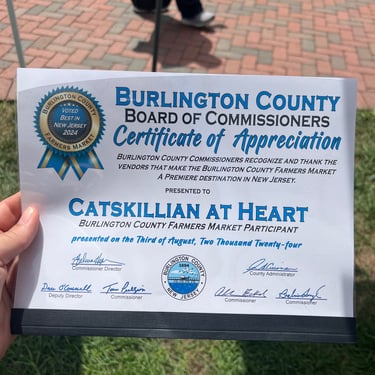 BURLINGTON COUNTY
FARMERS MARKET
VOTED
BEST IN
NEW JERSEY
2024
BURLINGTON COUNTY
BOARD OF COMMISSIONERS
Certificate of Appreciation
BURLINGTON COUNTY COMMISSIONERS RECOGNIZE AND THANK THE
VENDORS THAT MAKE THE BURLINGTON COUNTY FARMERS MARKET
A PREMIERE DESTINATION IN NEW JERSEY.
PRESENTED TO
CATSKILLIAN AT HEART
BURLINGTON COUNTY FARMERS MARKET PARTICIPANT
presented on the Third of August, Two Thousand Twenty-four
Commissioner Director
County Administrator
BURLINGTON COUNTY
1694
NEW JERSEY
Dan O'Connell
Deputy Director
Commissioner
Commissioner
Commissioner